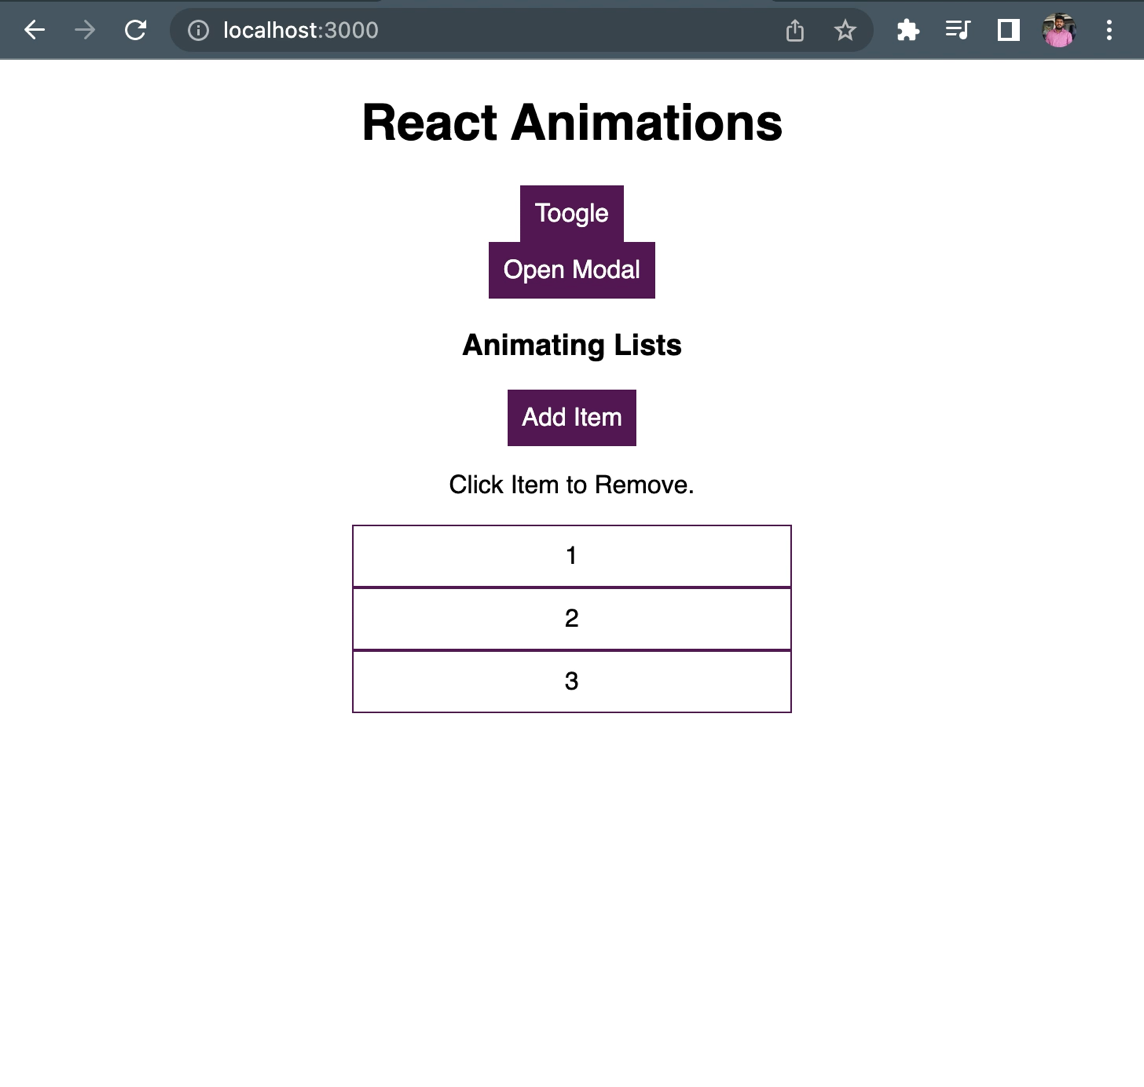 localhost:3000
React Animations
Toogle
Open Modal
Animating Lists
Add Item
Click Item to Remove.
1
2
3